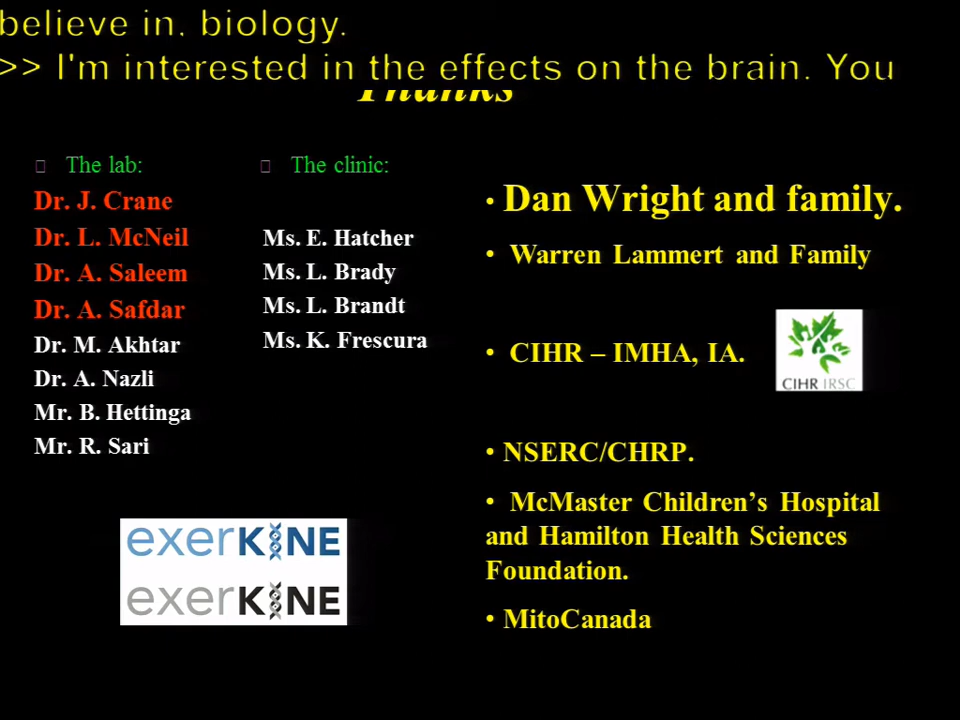 believe in, biology.
>> I'm interested in the effects on the brain. You
Thanks
The lab:
Dr. J. Crane
Dr. L. McNeil
Dr. A. Saleem
Dr. A. Safdar
Dr. M. Akhtar
Dr. A. Nazli
Mr. B. Hettinga
Mr. R. Sari
The clinic:
Ms. E. Hatcher
Ms. L. Brady
Ms. L. Brandt
Ms. K. Frescura
• Dan Wright and family.
• Warren Lammert and Family
• CIHR – IMHA, IA.
CIHR IRSC
• NSERC/CHRP.
• McMaster Children’s Hospital
and Hamilton Health Sciences
Foundation.
• MitoCanada
exerKINE
exerKINE